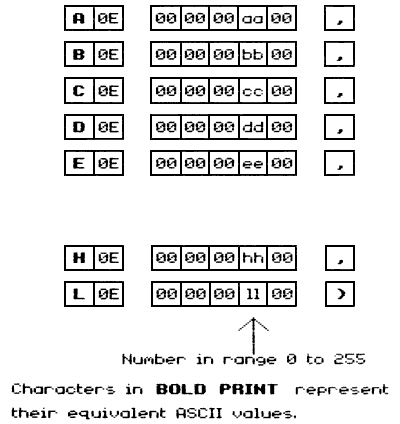 A 0E 00 00 00 aa 00 ,
B 0E 00 00 00 bb 00 ,
C 0E 00 00 00 cc 00 ,
D 0E 00 00 00 dd 00 ,
E 0E 00 00 00 ee 00 ,
H 0E 00 00 00 hh 00 ,
L 0E 00 00 00 ll 00 )
Number in range 0 to 255
Characters in BOLD PRINT represent
their equivalent ASCII values.